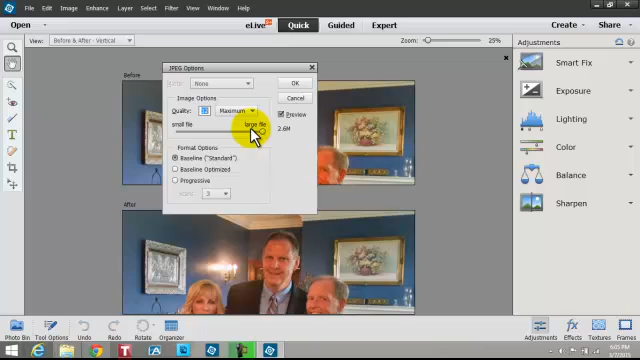 File Edit Image Enhance Layer Select Filter View Window Help
Open eLive Quick Guided Expert Create Share
View: Before & After - Vertical Zoom: 25% Adjustments
JPEG Options
Before
None
OK
Image Options
Cancel
Quality: 12 Maximum
Preview
small file large file
2.6M
Format Options
Baseline ("Standard")
Baseline Optimized
Progressive
3
After
Smart Fix
Exposure
Lighting
Color
Balance
Sharpen
Photo Bin Tool Options Undo Redo Rotate Organizer Adjustments Effects Textures Frames